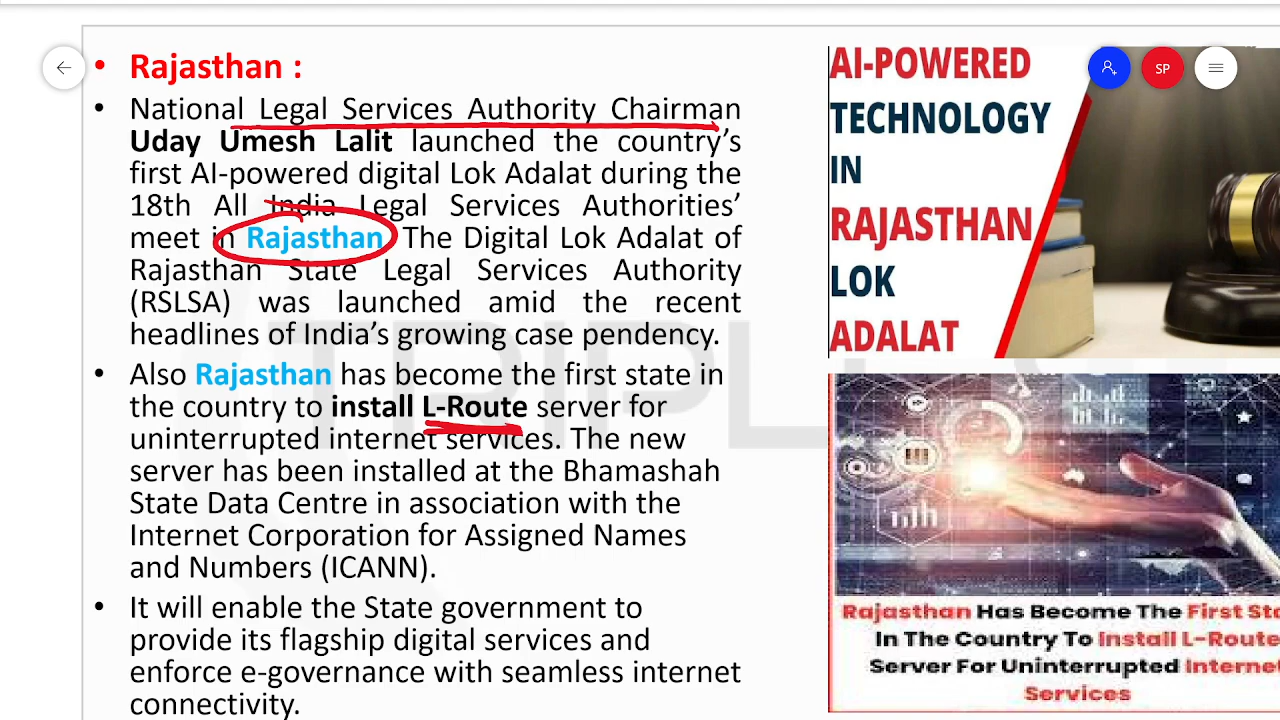 Rajasthan :
National Legal Services Authority Chairman
Uday Umesh Lalit launched the country's
first AI-powered digital Lok Adalat during the
18th All India Legal Services Authorities'
meet in Rajasthan The Digital Lok Adalat of
Rajasthan State Legal Services Authority
(RSLSA) was launched amid the recent
headlines of India's growing case pendency.
Also Rajasthan has become the first state in
the country to install L-Route server for
uninterrupted internet services. The new
server has been installed at the Bhamashah
State Data Centre in association with the
Internet Corporation for Assigned Names
and Numbers (ICANN).
It will enable the State government to
provide its flagship digital services and
enforce e-governance with seamless internet
connectivity.
AI-POWERED
TECHNOLOGY
IN
RAJASTHAN
LOK
ADALAT
SP
Rajasthan Has Become The First
In The Country To Install L-Route
Server For Uninterrupted Internet
Services